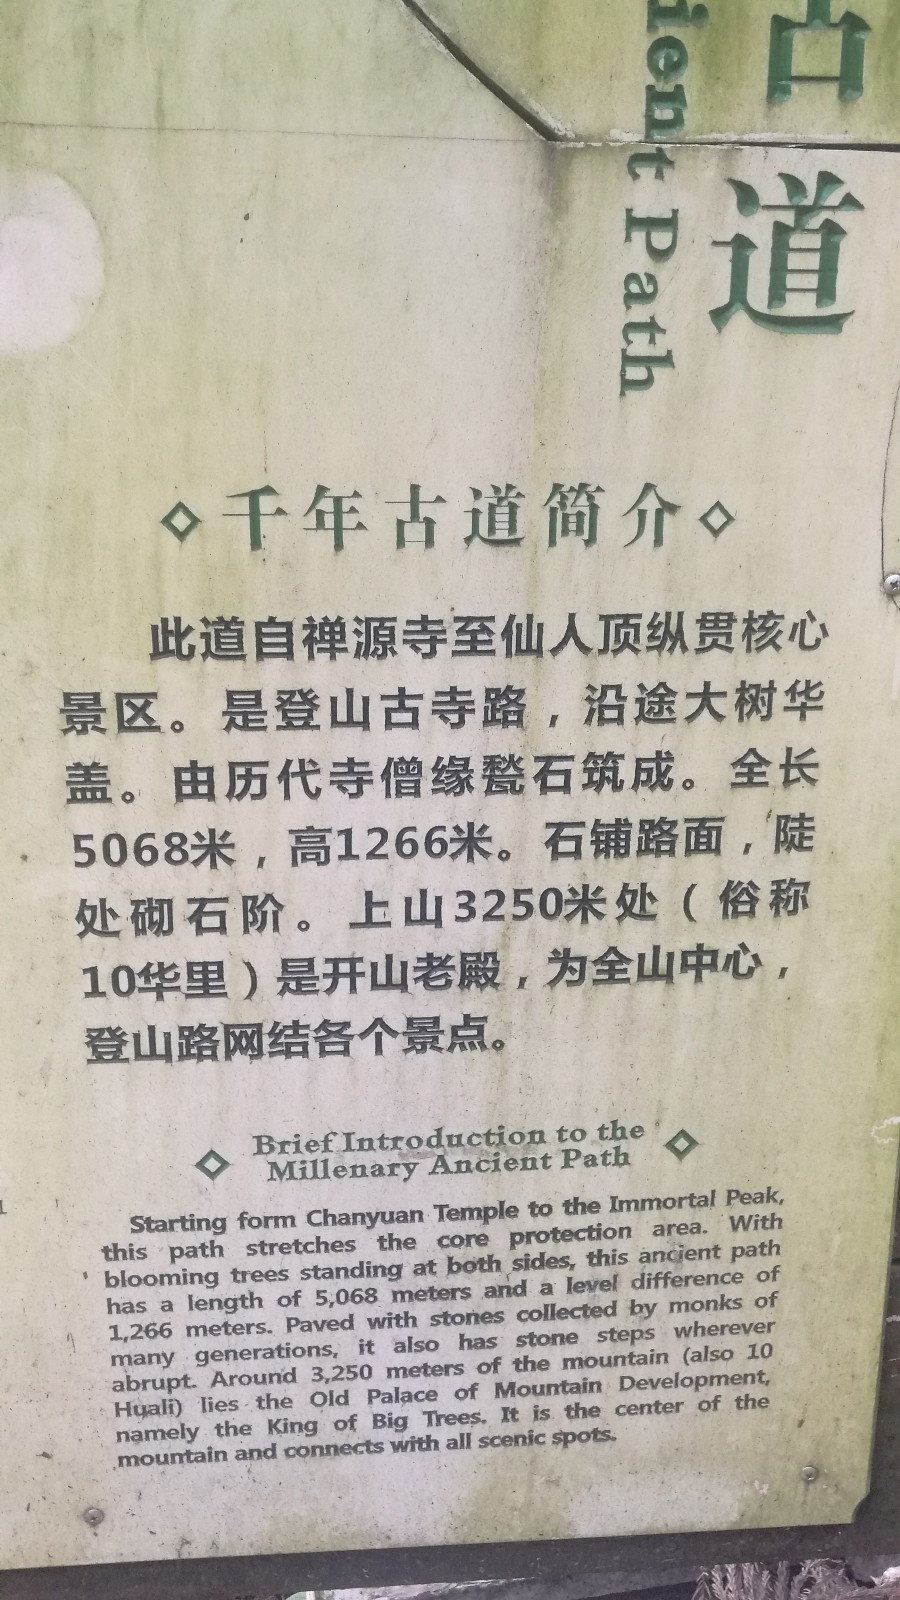 古道
ient Path
千年古道简介
此道自禅源寺至仙人顶纵贯核心
景区。是登山古寺路，沿途大树华
盖。由历代寺僧缘甃石筑成。全长
5068米，高1266米。石铺路面，陡
处砌石阶。上山3250米处（俗称
10华里）是开山老殿，为全山中心，
登山路网结各个景点。
Brief Introduction to the
Millenary Ancient Path
Starting form Chanyuan Temple to the Immortal Peak,
this path stretches the core protection area. With
blooming trees standing at both sides, this ancient path
has a length of 5,068 meters and a level difference of
1,266 meters. Paved with stones collected by monks of
many generations, it also has stone steps wherever
abrupt. Around 3,250 meters of the mountain (also 10
Huali) lies the Old Palace of Mountain Development,
namely the King of Big Trees. It is the center of the
mountain and connects with all scenic spots.